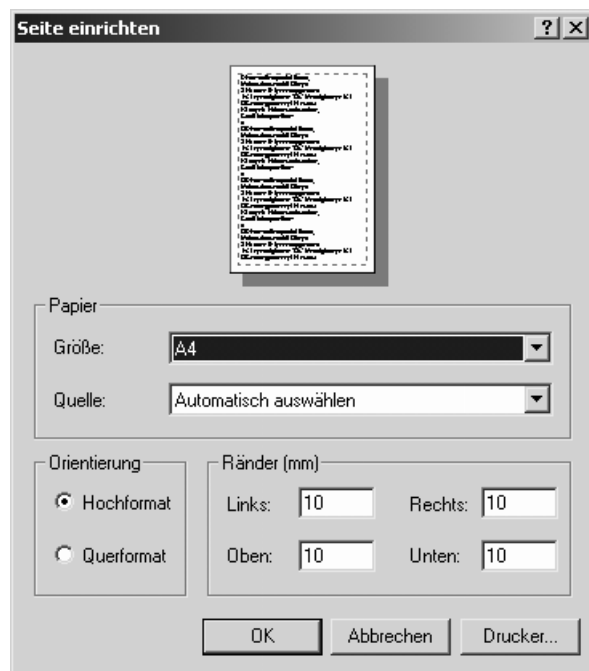 Seite einrichten
Papier
Größe: A4
Quelle: Automatisch auswählen
Orientierung
Hochformat
Querformat
Ränder (mm)
Links: 10 Rechts: 10
Oben: 10 Unten: 10
OK Abbrechen Drucker...